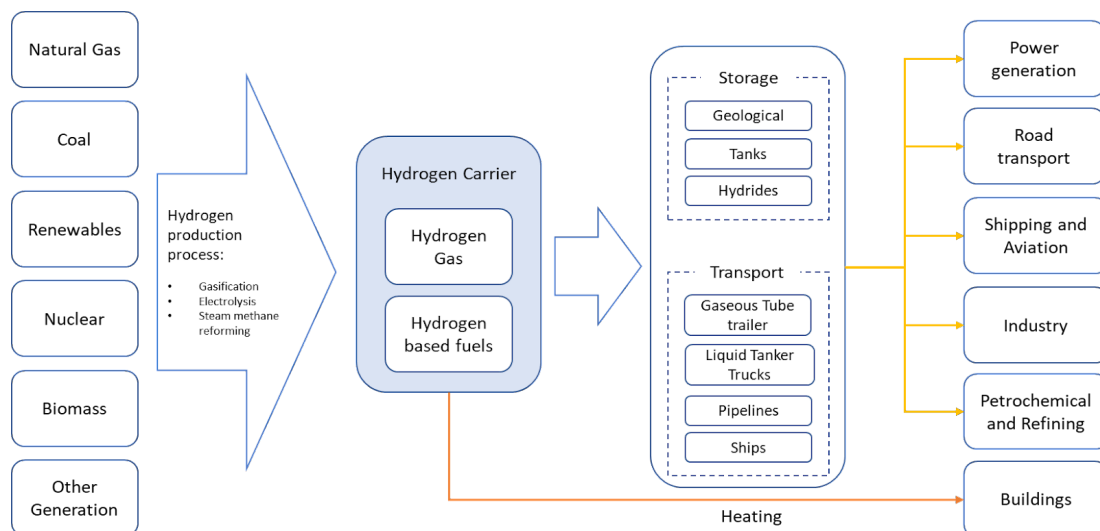 Natural Gas
Coal
Renewables
Nuclear
Biomass
Other
Generation
Hydrogen
production
process:
• Gasification
• Electrolysis
• Steam methane
reforming
Hydrogen Carrier
Hydrogen
Gas
Hydrogen
based fuels
Storage
Geological
Tanks
Hydrides
Transport
Gaseous Tube
trailer
Liquid Tanker
Trucks
Pipelines
Ships
Heating
Power
generation
Road
transport
Shipping and
Aviation
Industry
Petrochemical
and Refining
Buildings